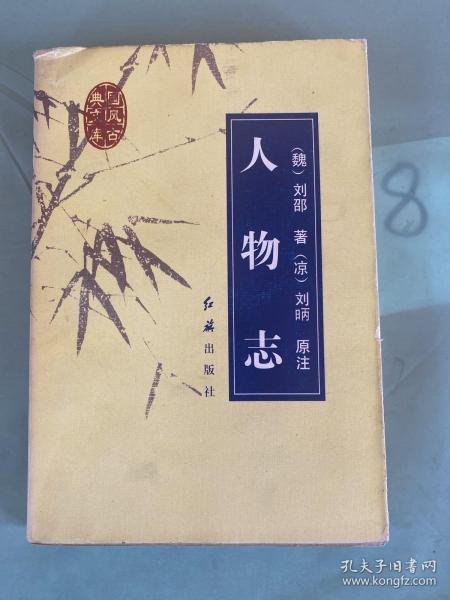 国风古
典文库
人物志
（魏）刘邵 著（凉）刘昞 原注
红旗出版社
8
孔夫子旧书网
www.kongfz.com